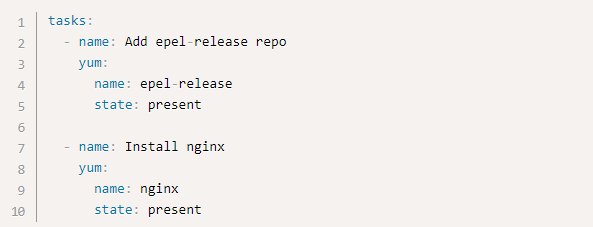 1 tasks:
2   - name: Add epel-release repo
3     yum:
4       name: epel-release
5       state: present
6
7   - name: Install nginx
8     yum:
9       name: nginx
10       state: present